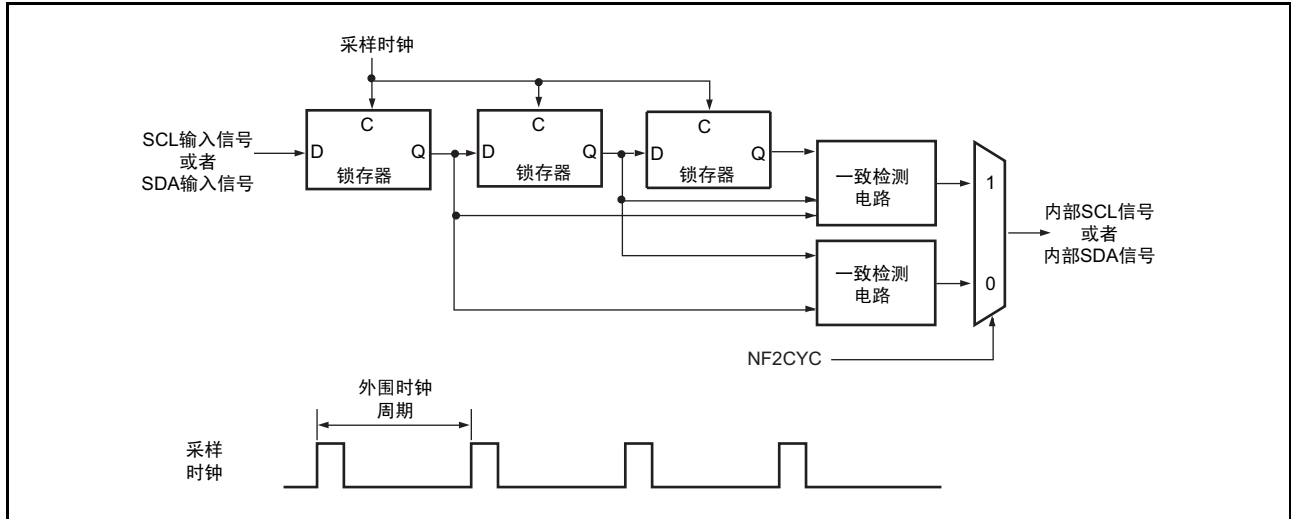 采样时钟
C
C
C
SCL输入信号
或者
SDA输入信号
D
Q
D
Q
D
Q
锁存器
锁存器
锁存器
一致检测
电路
1
内部SCL信号
或者
内部SDA信号
一致检测
电路
0
NF2CYC
外围时钟
周期
采样
时钟